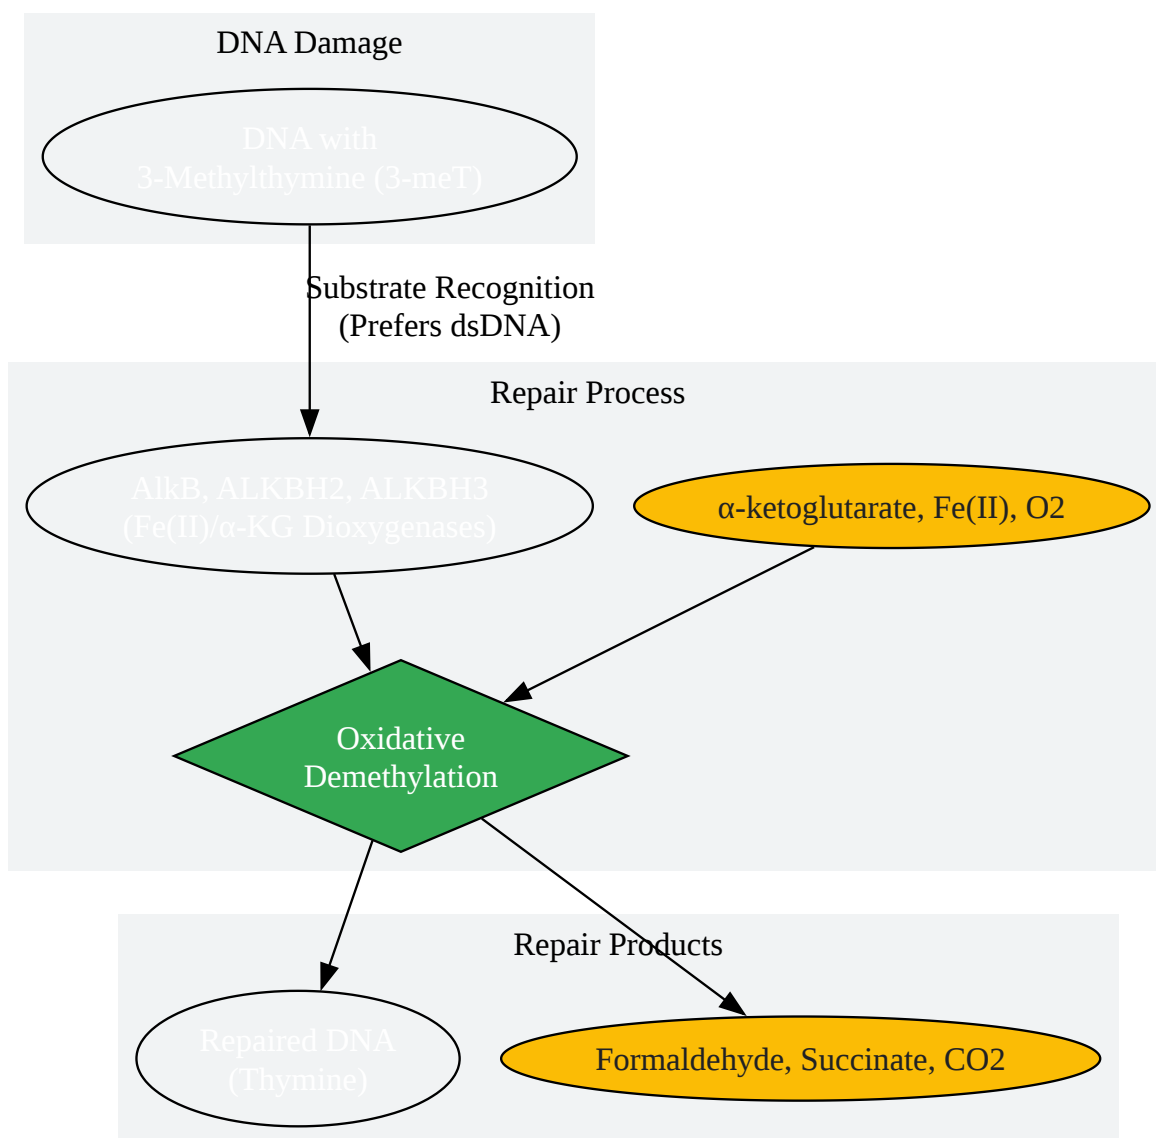 DNA Damage
DNA with
3-Methylthymine (3-meT)
Substrate Recognition
(Prefers dsDNA)
Repair Process
AlkB, ALKBH2, ALKBH3
(Fe(II)/α-KG Dioxygenases)
α-ketoglutarate, Fe(II), O2
Oxidative
Demethylation
Repair Products
Repaired DNA
(Thymine)
Formaldehyde, Succinate, CO2